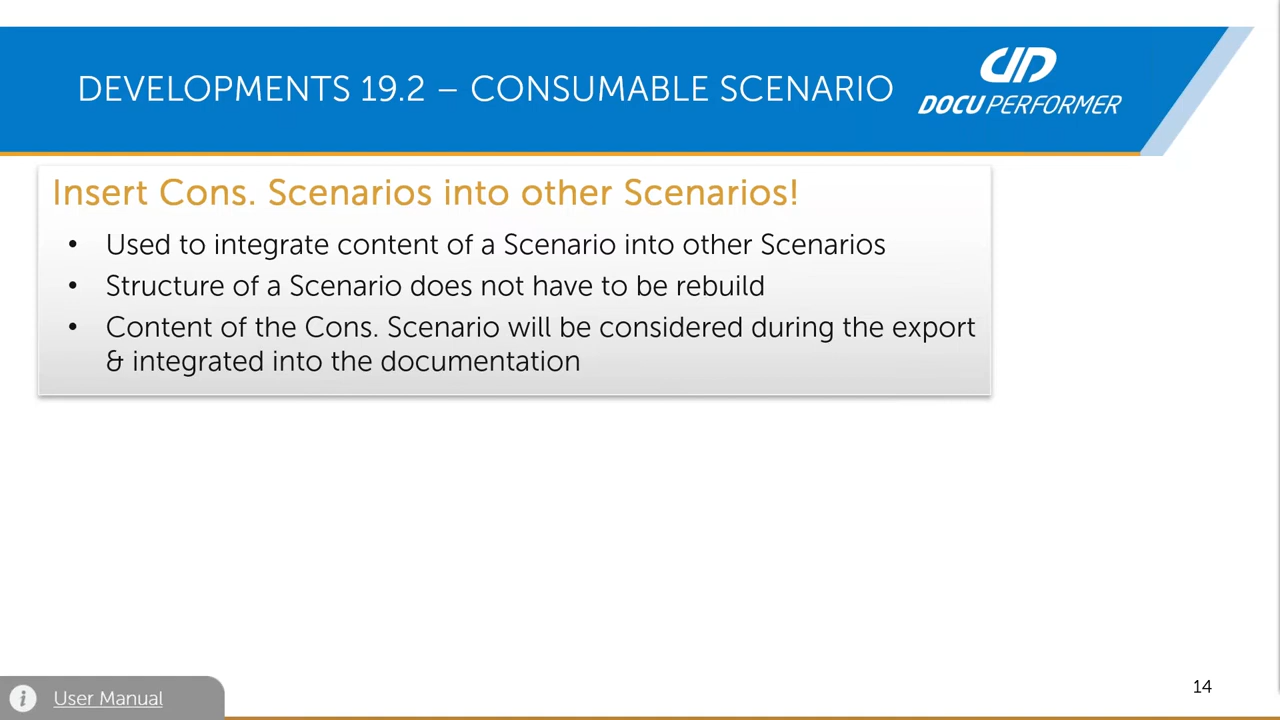 DEVELOPMENTS 19.2 – CONSUMABLE SCENARIO
DOCU PERFORMER
Insert Cons. Scenarios into other Scenarios!
• Used to integrate content of a Scenario into other Scenarios
• Structure of a Scenario does not have to be rebuild
• Content of the Cons. Scenario will be considered during the export
& integrated into the documentation
User Manual
14